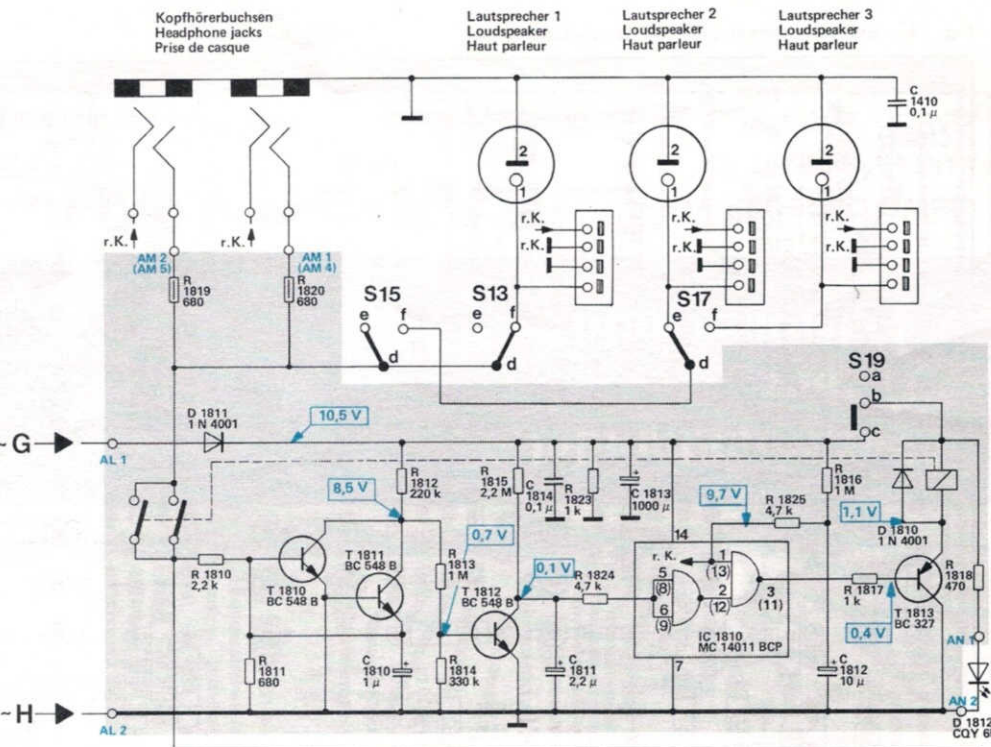 Kopfhörerbuchsen
Headphone jacks
Prise de casque
Lautsprecher 1
Loudspeaker
Haut parleur
Lautsprecher 2
Loudspeaker
Haut parleur
Lautsprecher 3
Loudspeaker
Haut parleur
C
1410
0,1 µ
2
1
2
1
2
1
r.K.
r.K.
r.K.
r.K.
r.K.
r.K.
r.K.
r.K.
AM 2
(AM 5)
AM 1
(AM 4)
R
1819
680
R
1820
680
S15
e
f
d
S13
e
f
d
S17
e
f
d
S19
a
b
c
D 1811
1 N 4001
10,5 V
~G
AL 1
8,5 V
R
1812
220 k
R
1815
2,2 M
C
1814
0,1 µ
R
1823
1 k
C
1813
1000 µ
9,7 V
R 1825
4,7 k
R
1816
1 M
1,1 V
D 1810
1 N 4001
0,7 V
R
1813
1 M
T 1811
BC 548 B
T 1812
BC 548 B
0,1 V
R 1824
4,7 k
14
r. K.
1
(13)
5
(8)
6
(9)
2
(12)
3
(11)
IC 1810
MC 14011 BCP
7
R 1817
1 k
T 1813
BC 327
R
1818
470
0,4 V
R 1810
2,2 k
T 1810
BC 548 B
R
1811
680
C
1810
1 µ
R
1814
330 k
C
1811
2,2 µ
C
1812
10 µ
AN 1
AN 2
~H
AL 2
D 1812
CQY 6